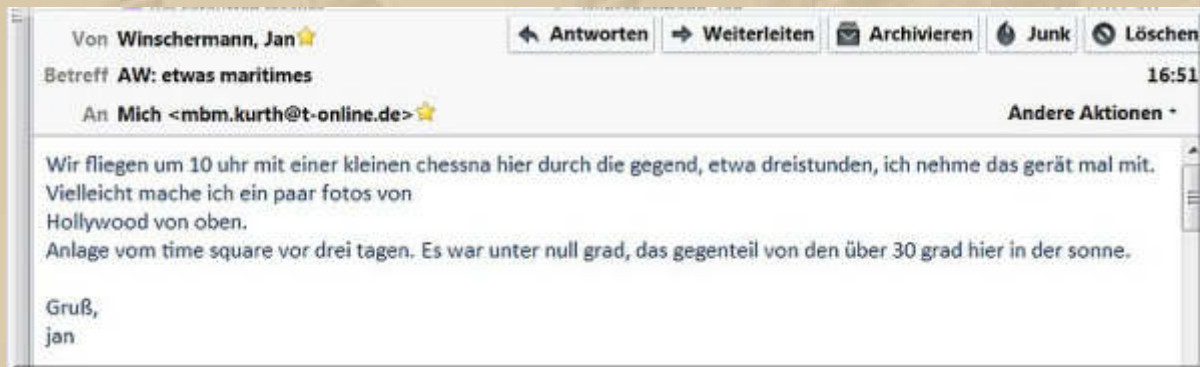 Von Winschermann, Jan Antworten Weiterleiten Archivieren Junk Löschen
Betreff AW: etwas maritimes 16:51
An Mich <mbm.kurth@t-online.de> Andere Aktionen
Wir fliegen um 10 uhr mit einer kleinen chessna hier durch die gegend, etwa dreistunden, ich nehme das gerät mal mit.
Vielleicht mache ich ein paar fotos von
Hollywood von oben.
Anlage vom time square vor drei tagen. Es war unter null grad, das gegenteil von den über 30 grad hier in der sonne.
Gruß,
jan